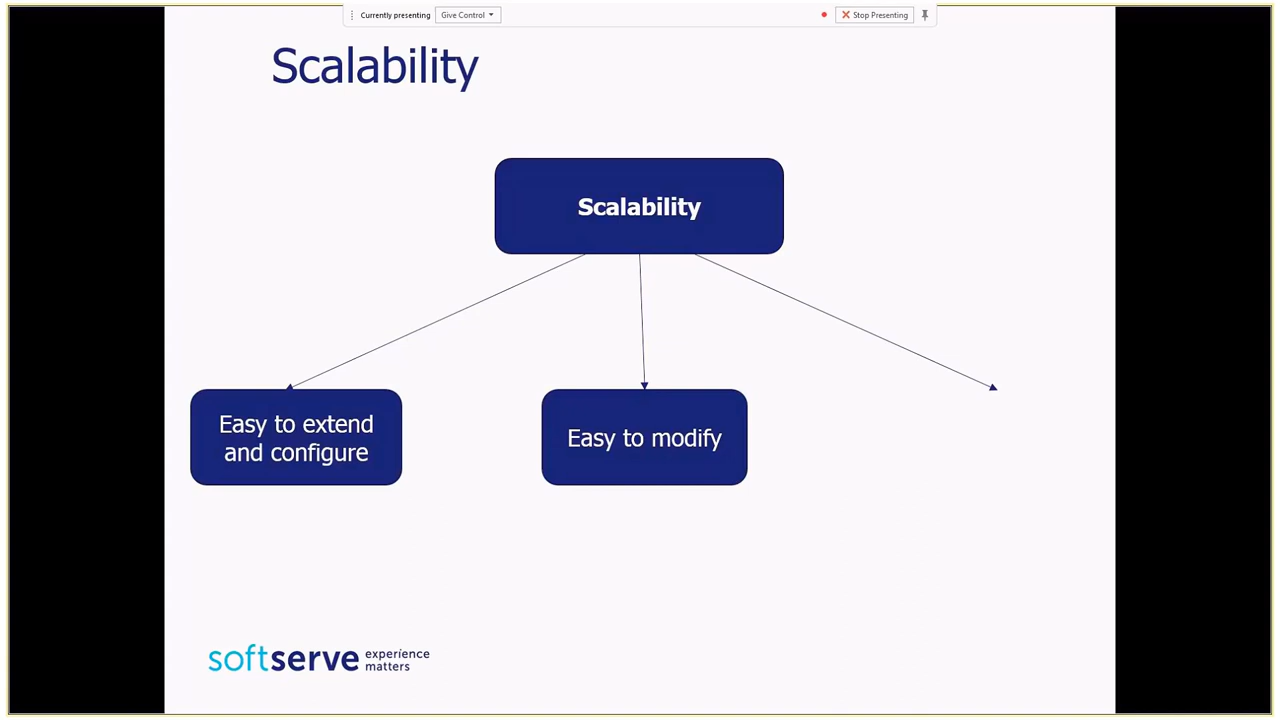 Currently presenting Give Control Stop Presenting
Scalability
Scalability
Easy to extend
and configure
Easy to modify
softserve experience
matters